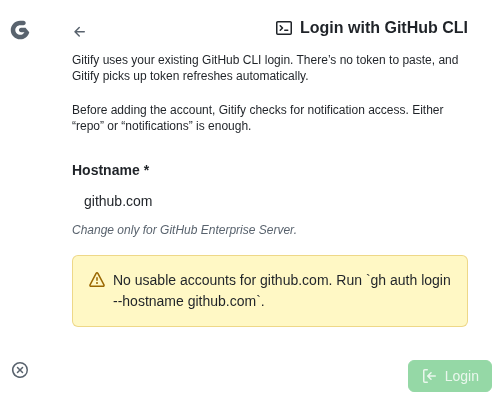 Login with GitHub CLI
Gitify uses your existing GitHub CLI login. There’s no token to paste, and
Gitify picks up token refreshes automatically.
Before adding the account, Gitify checks for notification access. Either
“repo” or “notifications” is enough.
Hostname *
github.com
Change only for GitHub Enterprise Server.
No usable accounts for github.com. Run `gh auth login
--hostname github.com`.
Login